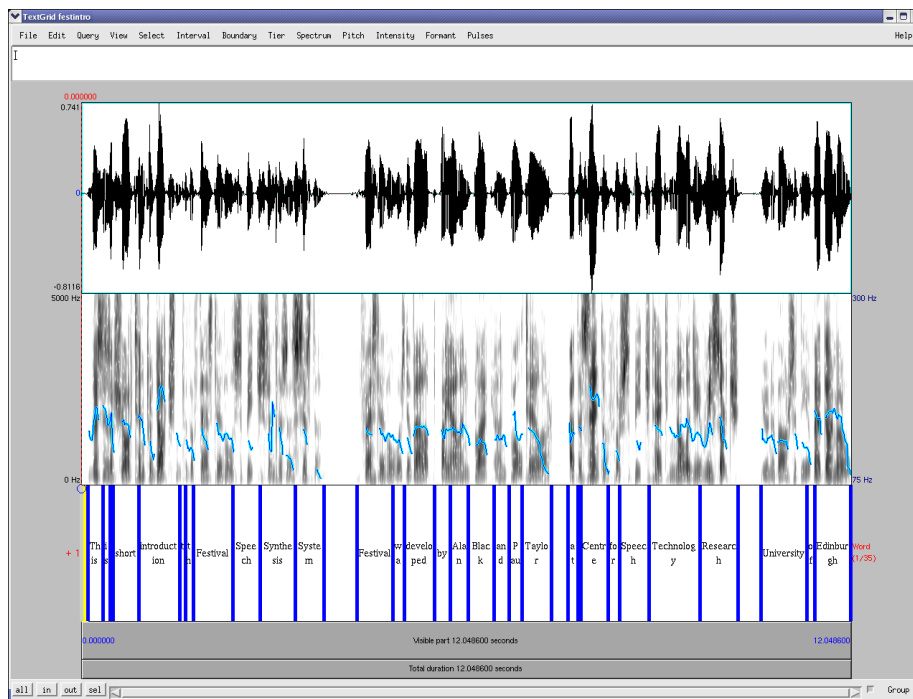 TextGrid festintro
File Edit Query View Select Interval Boundary Tier Spectrum Pitch Intensity Formant Pulses Help
0.000000
0.741
0
-0.8116
5000 Hz 300 Hz
0 Hz 75 Hz
+ 1 Th is i s short Introduct ion t t n Festival Spee ch Synthe sis Syste m Festival w a develo ped by Ala n Blac k an d P au Taylo r a t Centr e fo r Speec h Technolog y Researc h University o f Edinbur gh Word (1/35)
0.000000 Visible part 12.048600 seconds 12.048600
Total duration 12.048600 seconds
all in out sel Group